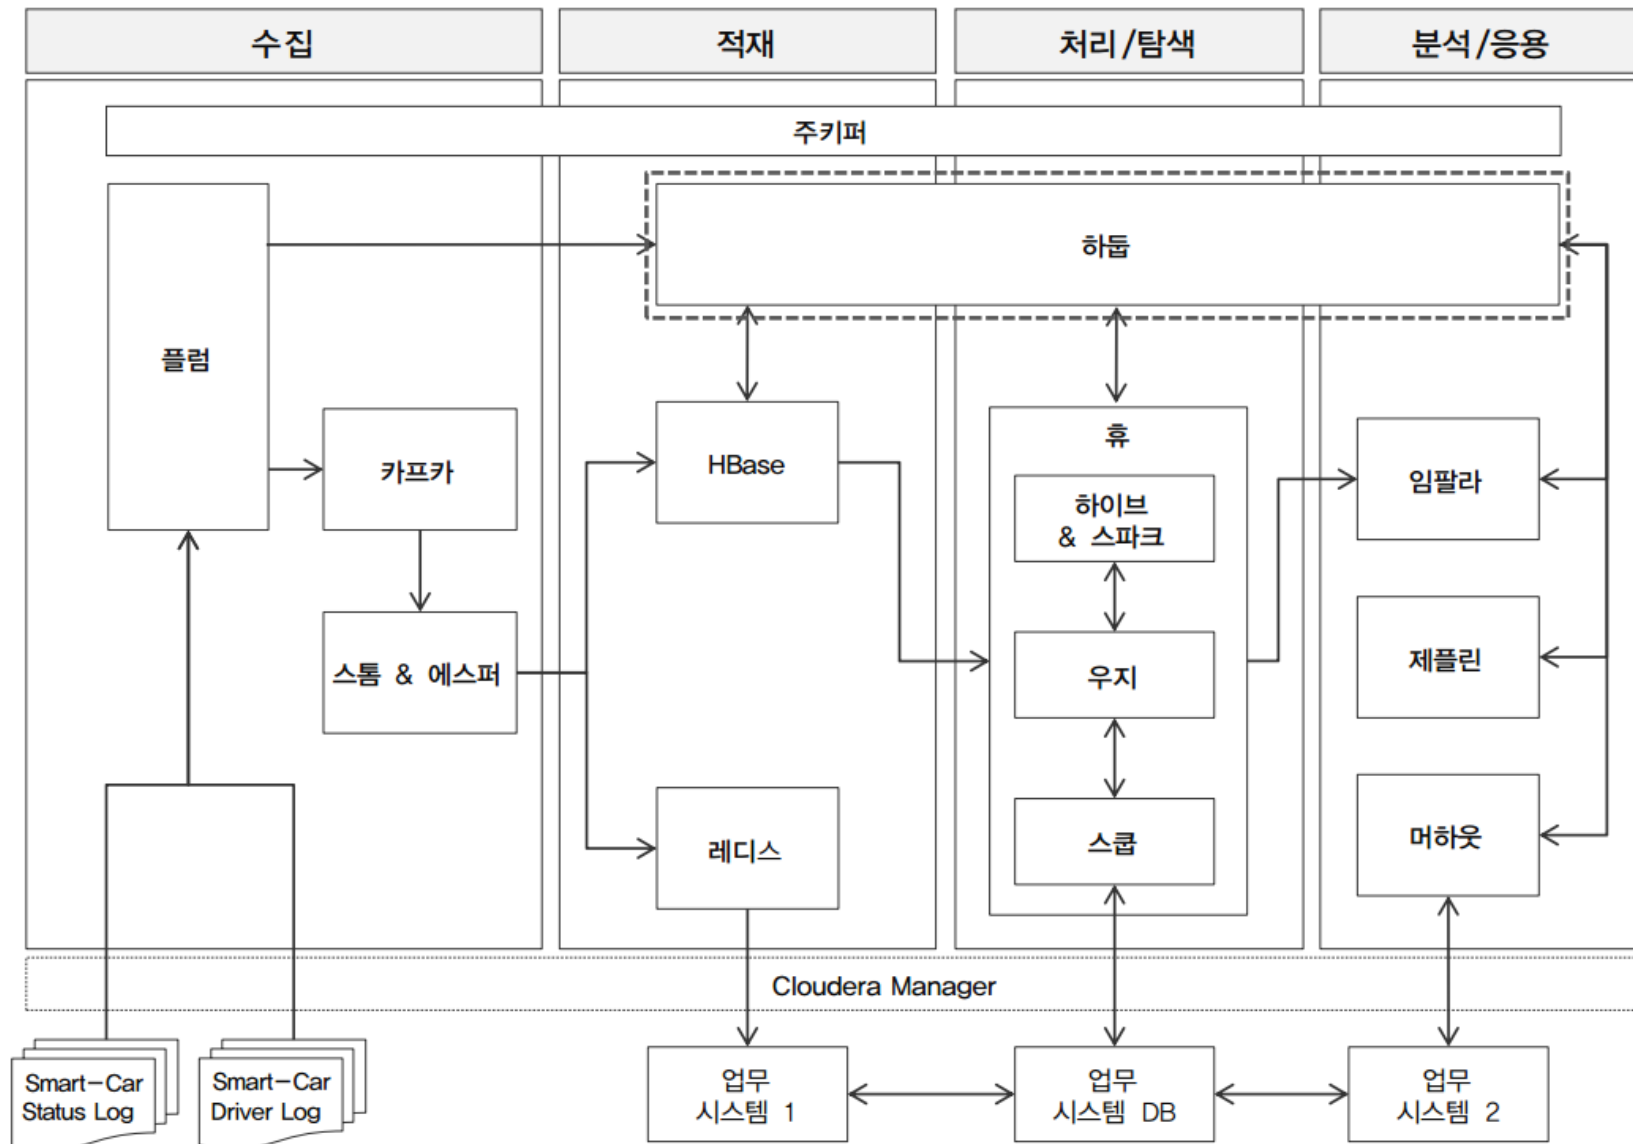 수집
적재
처리/탐색
분석/응용
주키퍼
하둡
플럼
카프카
HBase
휴
하이브
& 스파크
임팔라
스톰 & 에스퍼
우지
제플린
레디스
스쿱
머하웃
Cloudera Manager
Smart-Car
Status Log
Smart-Car
Driver Log
업무
시스템 1
업무
시스템 DB
업무
시스템 2